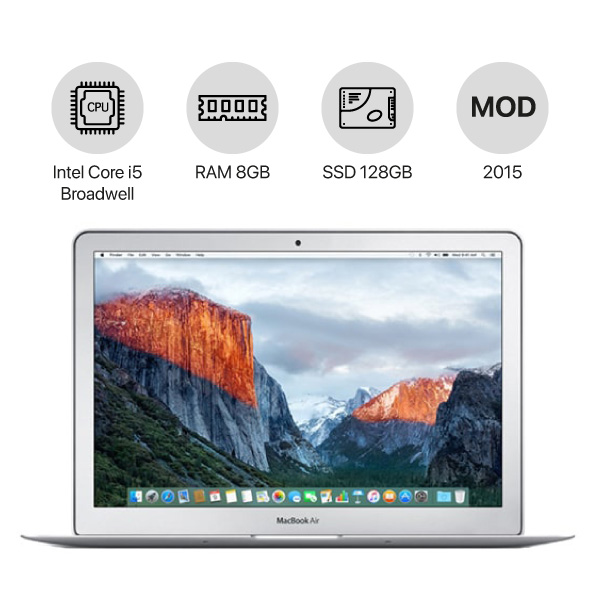 CPU
MOD
Intel Core i5
Broadwell
RAM 8GB
SSD 128GB
2015
MacBook Air